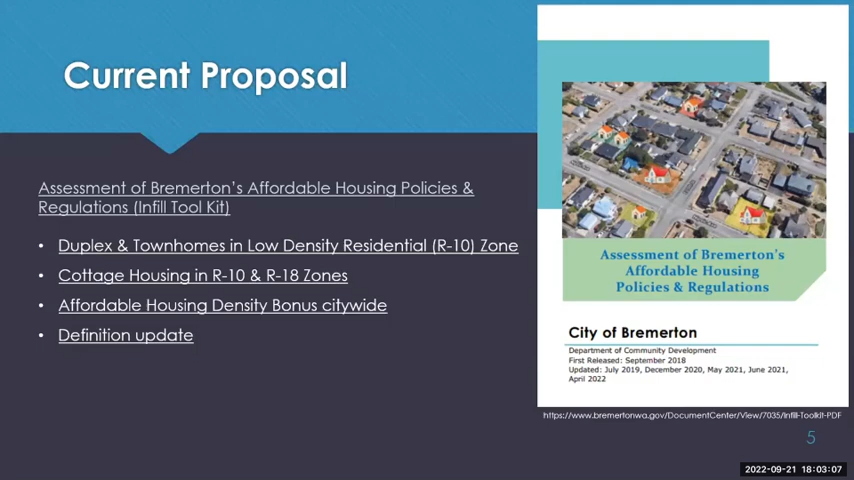 Current Proposal
Assessment of Bremerton's Affordable Housing Policies &
Regulations (Infill Tool Kit)
• Duplex & Townhomes in Low Density Residential (R-10) Zone
• Cottage Housing in R-10 & R-18 Zones
• Affordable Housing Density Bonus citywide
• Definition update
Assessment of Bremerton's
Affordable Housing
Policies & Regulations
City of Bremerton
Department of Community Development
First Released: September 2018
Updated: July 2019, December 2020, May 2021, June 2021,
April 2022
https://www.bremertonwa.gov/DocumentCenter/View/7035/Infill-Toolkit-PDF
5
2022-09-21 18:03:07